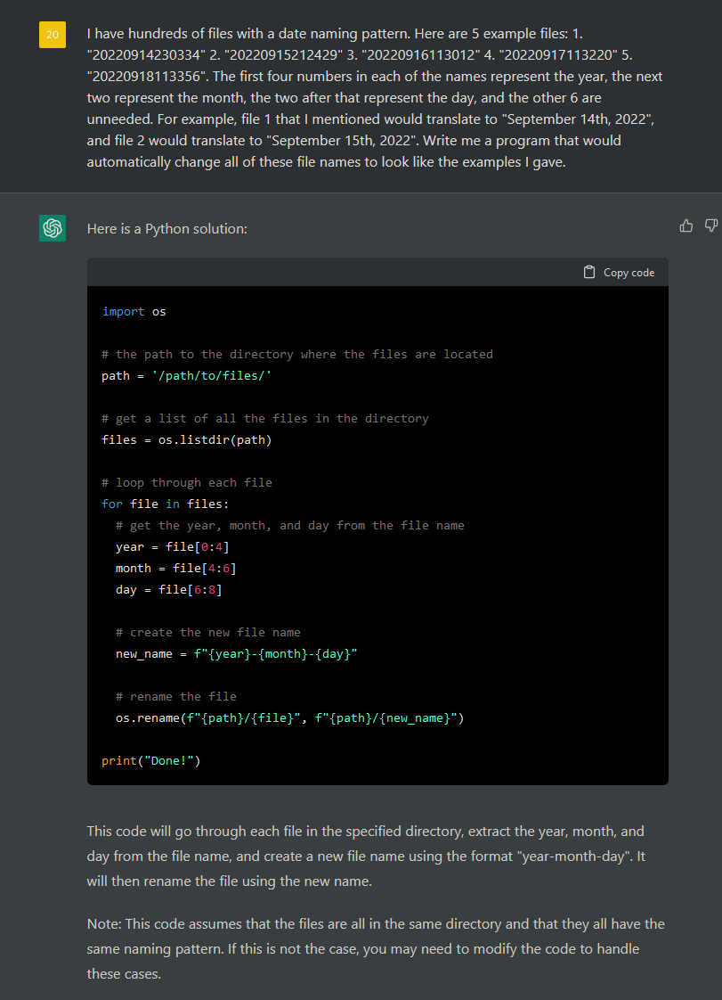 20
I have hundreds of files with a date naming pattern. Here are 5 example files: 1.
"20220914230334" 2. "20220915212429" 3. "20220916113012" 4. "20220917113220" 5.
"20220918113356". The first four numbers in each of the names represent the year, the next
two represent the month, the two after that represent the day, and the other 6 are
unneeded. For example, file 1 that I mentioned would translate to "September 14th, 2022",
and file 2 would translate to "September 15th, 2022". Write me a program that would
automatically change all of these file names to look like the examples I gave.
Here is a Python solution:
Copy code
import os
# the path to the directory where the files are located
path = '/path/to/files/'
# get a list of all the files in the directory
files = os.listdir(path)
# loop through each file
for file in files:
  # get the year, month, and day from the file name
  year = file[0:4]
  month = file[4:6]
  day = file[6:8]
  # create the new file name
  new_name = f"{year}-{month}-{day}"
  # rename the file
  os.rename(f"{path}/{file}", f"{path}/{new_name}")
print("Done!")
This code will go through each file in the specified directory, extract the year, month, and
day from the file name, and create a new file name using the format "year-month-day". It
will then rename the file using the new name.
Note: This code assumes that the files are all in the same directory and that they all have the
same naming pattern. If this is not the case, you may need to modify the code to handle
these cases.